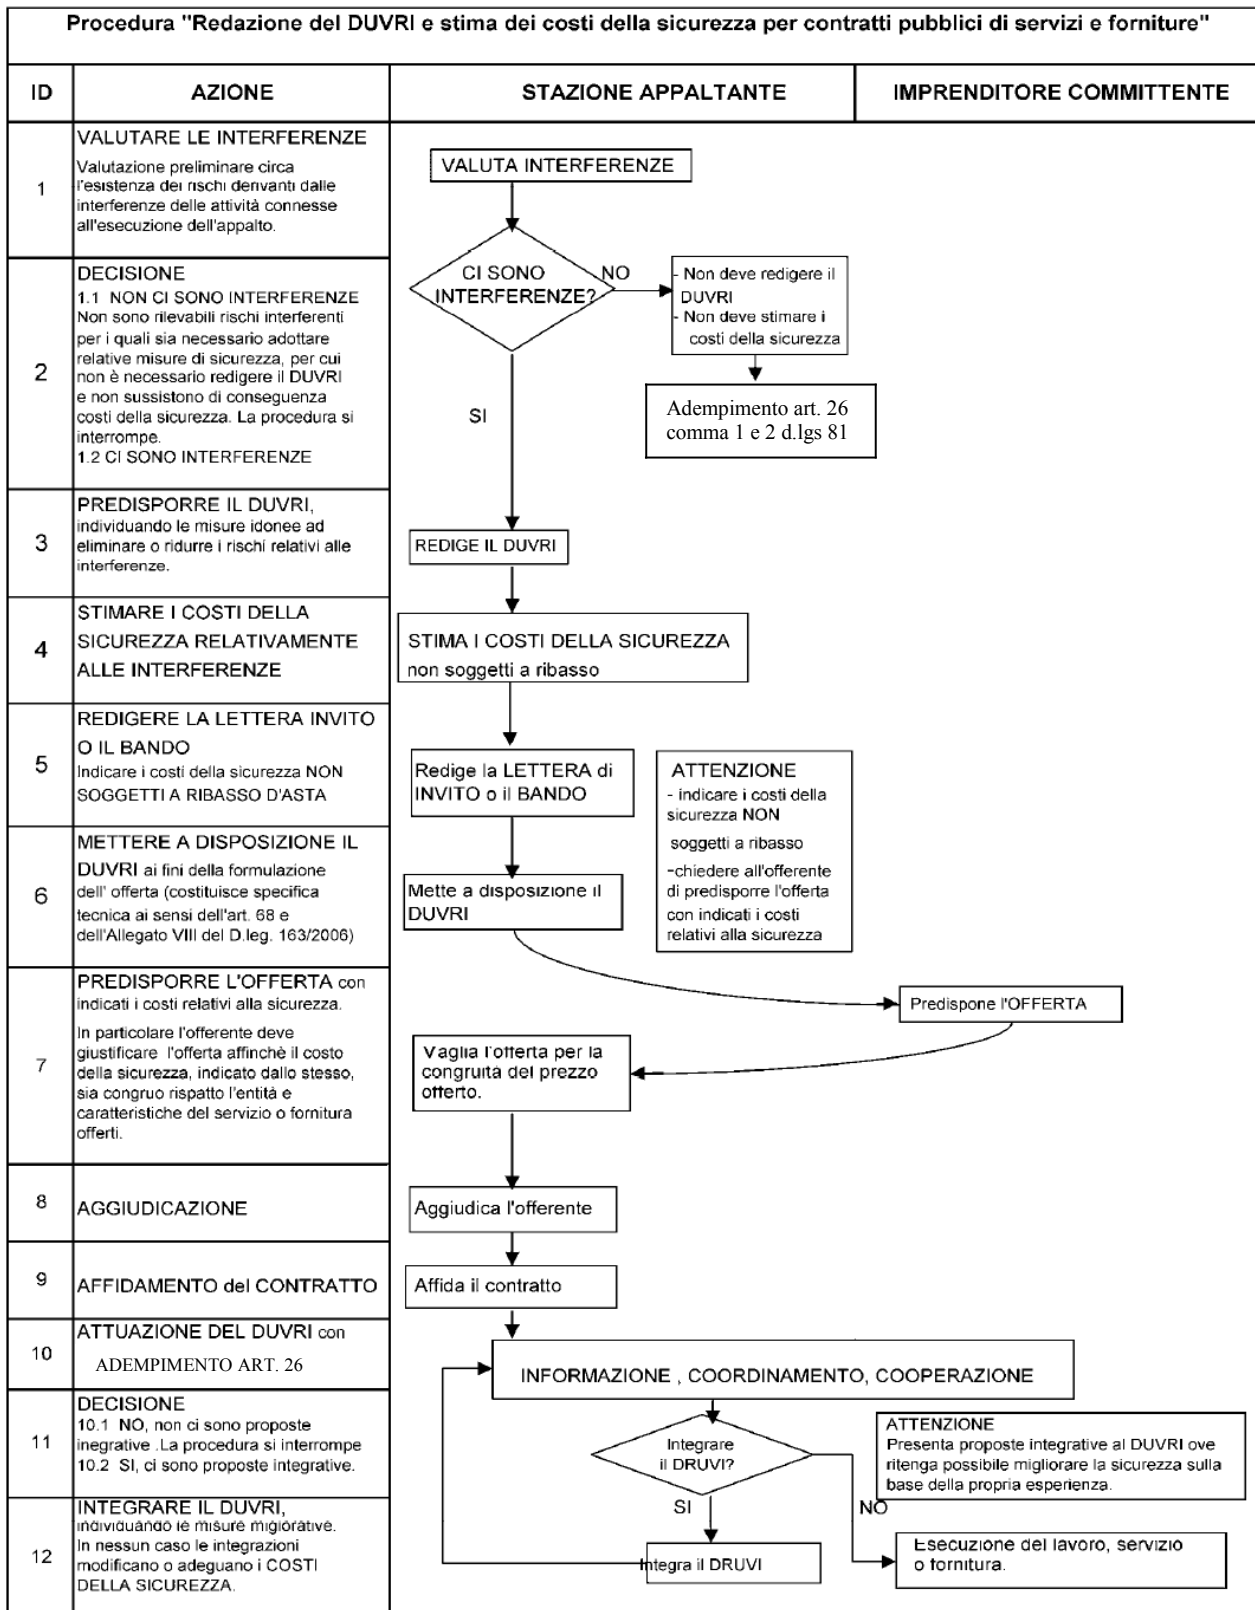 Procedura "Redazione del DUVRI e stima dei costi della sicurezza per contratti pubblici di servizi e forniture"
ID
AZIONE
STAZIONE APPALTANTE
IMPRENDITORE COMMITTENTE
1
VALUTARE LE INTERFERENZE
Valutazione preliminare circa
l'esistenza dei rischi derivanti dalle
interferenze delle attività connesse
all'esecuzione dell'appalto.
VALUTA INTERFERENZE
2
DECISIONE
1.1 NON CI SONO INTERFERENZE
Non sono rilevabili rischi interferenti
per i quali sia necessario adottare
relative misure di sicurezza, per cui
non è necessario redigere il DUVRI
e non sussistono di conseguenza
costi della sicurezza. La procedura si
interrompe.
1.2 CI SONO INTERFERENZE
CI SONO
INTERFERENZE?
NO
- Non deve redigere il
DUVRI
- Non deve stimare i
costi della sicurezza
Adempimento art. 26
comma 1 e 2 d.lgs 81
SI
3
PREDISPORRE IL DUVRI,
individuando le misure idonee ad
eliminare o ridurre i rischi relativi alle
interferenze.
REDIGE IL DUVRI
4
STIMARE I COSTI DELLA
SICUREZZA RELATIVAMENTE
ALLE INTERFERENZE
STIMA I COSTI DELLA SICUREZZA
non soggetti a ribasso
5
REDIGERE LA LETTERA INVITO
O IL BANDO
Indicare i costi della sicurezza NON
SOGGETTI A RIBASSO D'ASTA
Redige la LETTERA di
INVITO o il BANDO
ATTENZIONE
- indicare i costi della
sicurezza NON
soggetti a ribasso
-chiedere all'offerente
di predisporre l'offerta
con indicati i costi
relativi alla sicurezza
6
METTERE A DISPOSIZIONE IL
DUVRI ai fini della formulazione
dell' offerta (costituisce specifica
tecnica ai sensi dell'art. 68 e
dell'Allegato VIII del D.leg. 163/2006)
Mette a disposizione il
DUVRI
7
PREDISPORRE L'OFFERTA con
indicati i costi relativi alla sicurezza.
In particolare l'offerente deve
giustificare l'offerta affinchè il costo
della sicurezza, indicato dallo stesso,
sia congruo rispatto l'entità e
caratteristiche del servizio o fornitura
offerti.
Predispone l'OFFERTA
Vaglia l'offerta per la
congruità del prezzo
offerto.
8
AGGIUDICAZIONE
Aggiudica l'offerente
9
AFFIDAMENTO del CONTRATTO
Affida il contratto
10
ATTUAZIONE DEL DUVRI con
ADEMPIMENTO ART. 26
INFORMAZIONE , COORDINAMENTO, COOPERAZIONE
11
DECISIONE
10.1 NO, non ci sono proposte
inegrative .La procedura si interrompe
10.2 SI, ci sono proposte integrative.
Integrare
il DRUVI?
ATTENZIONE
Presenta proposte integrative al DUVRI ove
ritenga possibile migliorare la sicurezza sulla
base della propria esperienza.
SI
NO
12
INTEGRARE IL DUVRI,
individuando le misure migliorative.
In nessun caso le integrazioni
modificano o adeguano i COSTI
DELLA SICUREZZA.
Integra il DRUVI
Esecuzione del lavoro, servizio
o fornitura.